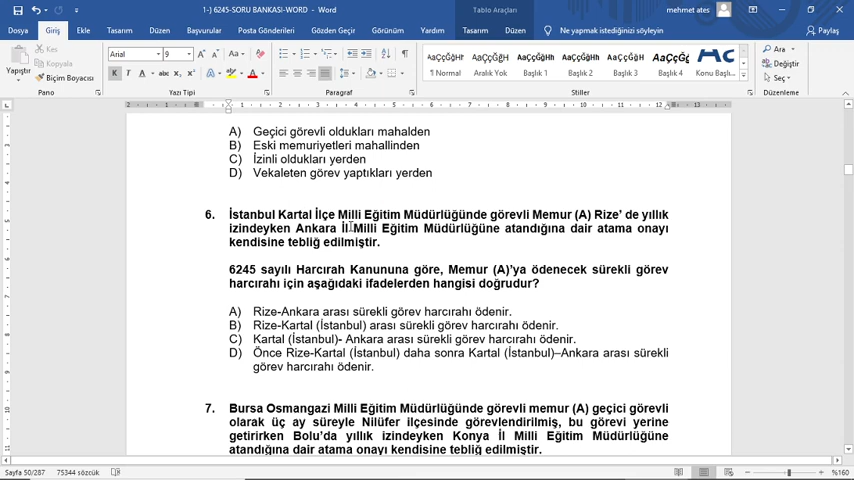 1-) 6245-SORU BANKASI-WORD - Word
Tablo Araçları
mehmet ates
Dosya Giriş Ekle Tasarım Düzen Başvurular Posta Gönderileri Gözden Geçir Görünüm Yardım Tasarım Düzen Ne yapmak istediğinizi söyleyin Paylaş
Yapıştır
Kes
Kopyala
Biçim Boyacısı
Arial 9
Pano
Yazı Tipi
Paragraf
AaÇçĞğHh AaÇçĞğHh AaÇçĞğHh AaÇçĞğHh AaÇçĞğHh AaÇçĞğ
¶ Normal Aralık Yok Başlık 1 Başlık 2 Başlık 3 Başlık 4 Konu Başlı...
Stiller
Ara
Değiştir
Seç
Düzenleme
A) Geçici görevli oldukları mahalden
B) Eski memuriyetleri mahallinden
C) İzinli oldukları yerden
D) Vekaleten görev yaptıkları yerden
6. İstanbul Kartal İlçe Milli Eğitim Müdürlüğünde görevli Memur (A) Rize’ de yıllık
izindeyken Ankara İl Milli Eğitim Müdürlüğüne atandığına dair atama onayı
kendisine tebliğ edilmiştir.
6245 sayılı Harcırah Kanununa göre, Memur (A)’ya ödenecek sürekli görev
harcırahı için aşağıdaki ifadelerden hangisi doğrudur?
A) Rize-Ankara arası sürekli görev harcırahı ödenir.
B) Rize-Kartal (İstanbul) arası sürekli görev harcırahı ödenir.
C) Kartal (İstanbul)- Ankara arası sürekli görev harcırahı ödenir.
D) Önce Rize-Kartal (İstanbul) daha sonra Kartal (İstanbul)–Ankara arası sürekli
görev harcırahı ödenir.
7. Bursa Osmangazi Milli Eğitim Müdürlüğünde görevli memur (A) geçici görevli
olarak üç ay süreyle Nilüfer ilçesinde görevlendirilmiş, bu görevi yerine
getirirken Bolu’da yıllık izindeyken Konya İl Milli Eğitim Müdürlüğüne
atandığına dair atama onayı kendisine tebliğ edilmiştir.
Sayfa 50/287 75344 sözcük
%160